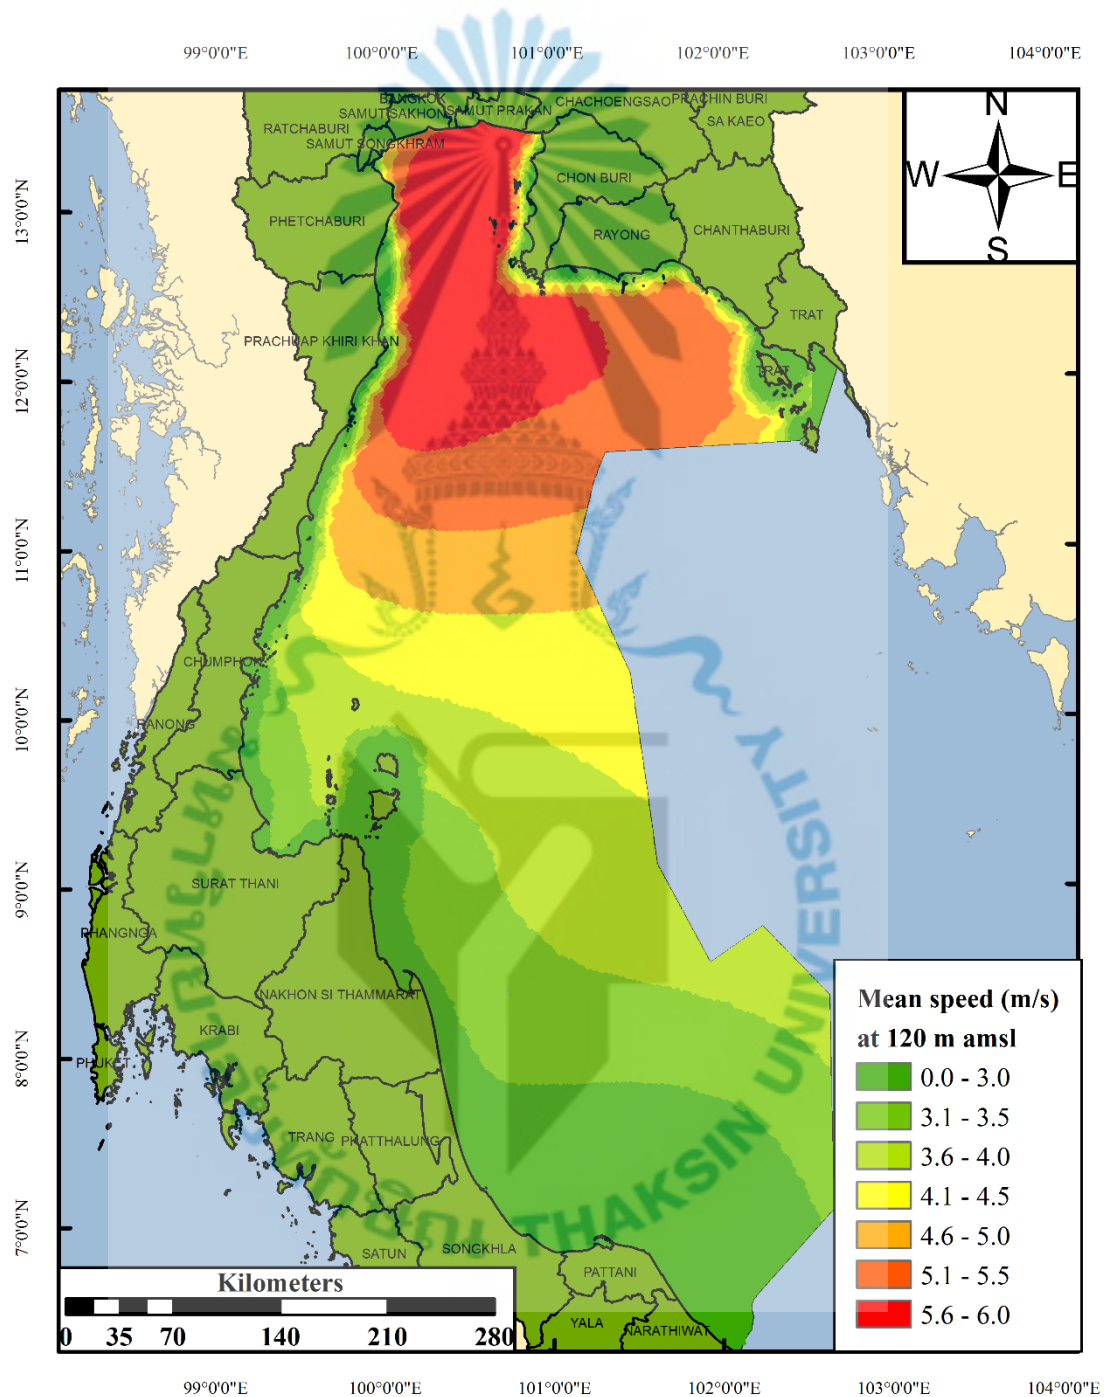 99°0'0"E 100°0'0"E 101°0'0"E 102°0'0"E 103°0'0"E 104°0'0"E
BANGKOK
SAMUT SAKHON
SAMUT PRAKAN
CHACHOENGSAO
PRACHIN BURI
RATCHABURI
SAMUT SONGKHRAM
SA KAEO
N
W E
S
CHON BURI
13°0'0"N
PHETCHABURI
RAYONG
CHANTHABURI
TRAT
PRACHUAP KHIRI KHAN
TRAT
12°0'0"N
11°0'0"N
CHUMPHON
RANONG
10°0'0"N
SURAT THANI
9°0'0"N
PHANGNGA
NAKHON SI THAMMARAT
KRABI
8°0'0"N
PHUKET
TRANG
PKATTHALUNG
7°0'0"N
SATUN
SONGKHLA
PATTANI
YALA
NARATHIWAT
THAKSIN UNIVERSITY
Mean speed (m/s)
at 120 m amsl
0.0 - 3.0
3.1 - 3.5
3.6 - 4.0
4.1 - 4.5
4.6 - 5.0
5.1 - 5.5
5.6 - 6.0
Kilometers
0 35 70 140 210 280
99°0'0"E 100°0'0"E 101°0'0"E 102°0'0"E 103°0'0"E 104°0'0"E